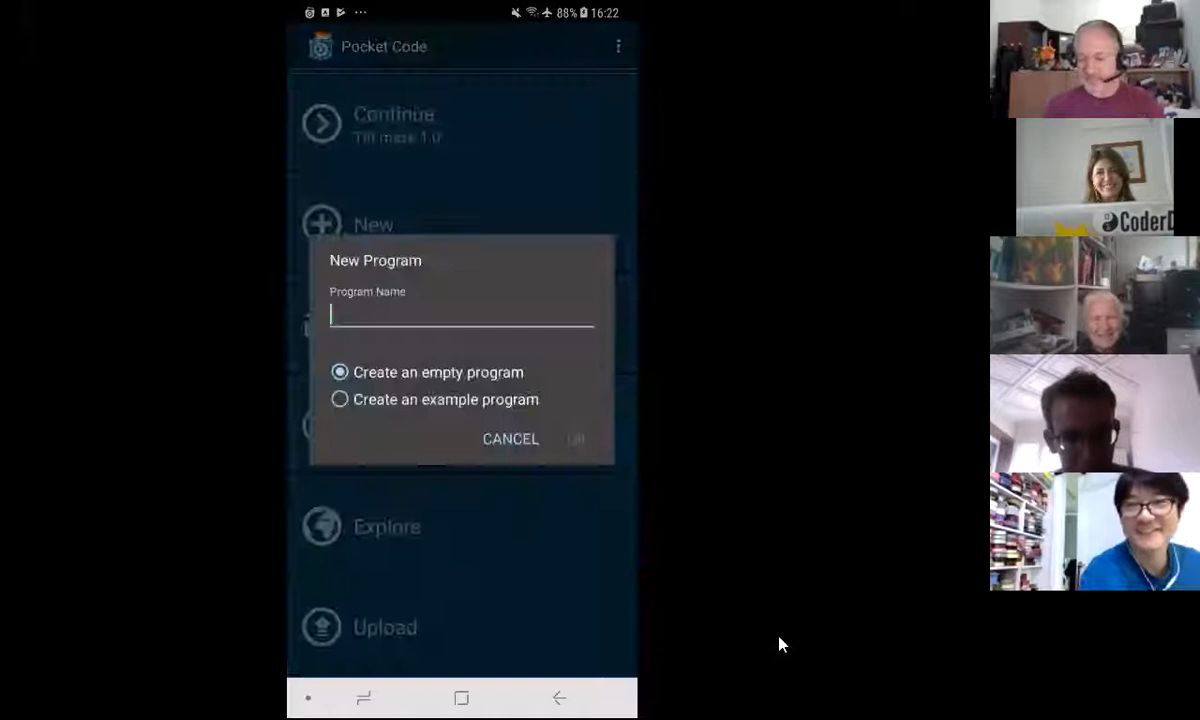 88% 16:22
Pocket Code
Continue
New
New Program
Program Name
Create an empty program
Create an example program
CANCEL
Explore
Upload
CoderD